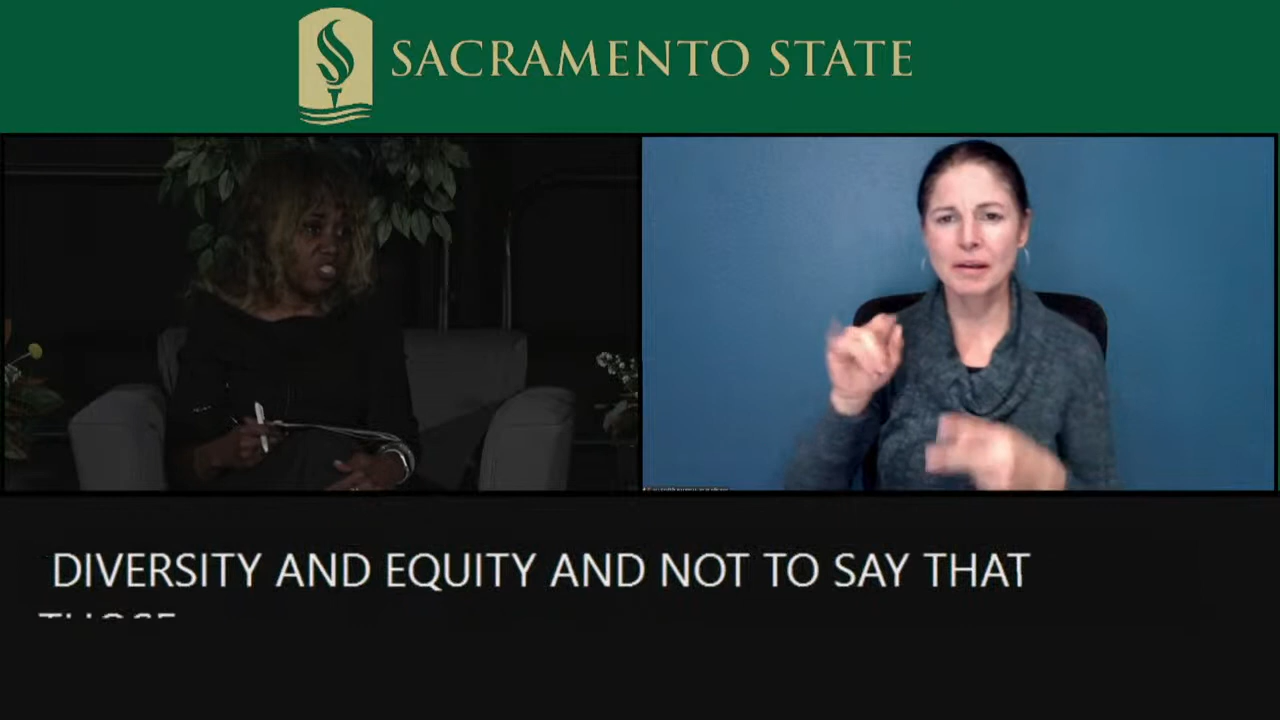 SACRAMENTO STATE
DIVERSITY AND EQUITY AND NOT TO SAY THAT